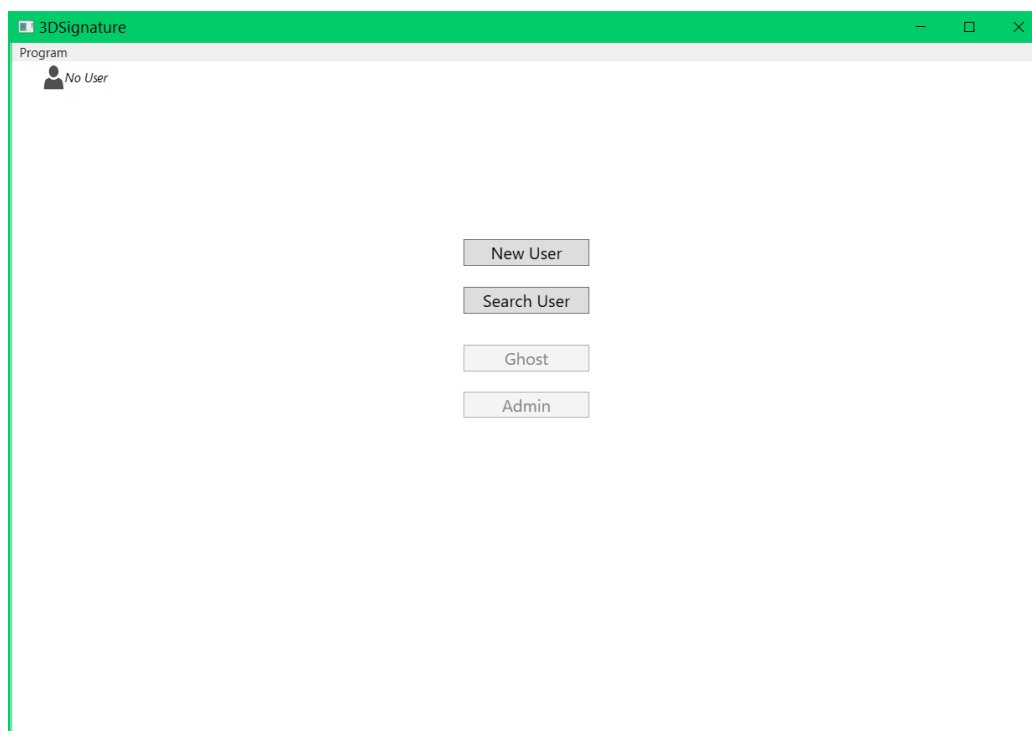 3DSignature
Program
No User
New User
Search User
Ghost
Admin